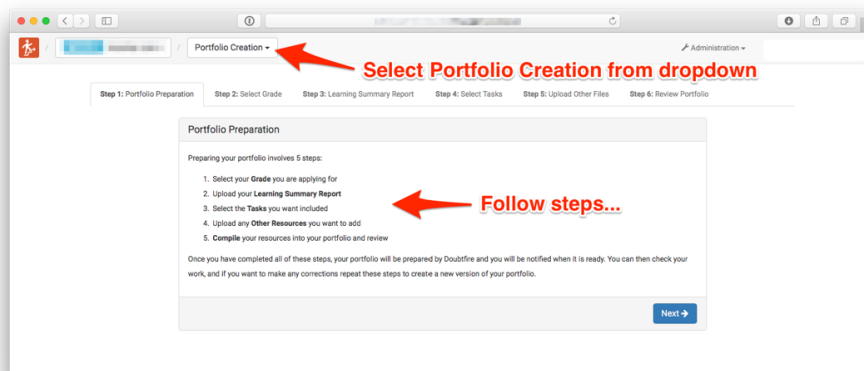 Portfolio Creation
Administration
Select Portfolio Creation from dropdown
Step 1: Portfolio Preparation
Step 2: Select Grade
Step 3: Learning Summary Report
Step 4: Select Tasks
Step 5: Upload Other Files
Step 6: Review Portfolio
Portfolio Preparation
Preparing your portfolio involves 5 steps:
1. Select your Grade you are applying for
2. Upload your Learning Summary Report
3. Select the Tasks you want included
4. Upload any Other Resources you want to add
5. Compile your resources into your portfolio and review
Follow steps...
Once you have completed all of these steps, your portfolio will be prepared by Doubtfire and you will be notified when it is ready. You can then check your
work, and if you want to make any corrections repeat these steps to create a new version of your portfolio.
Next